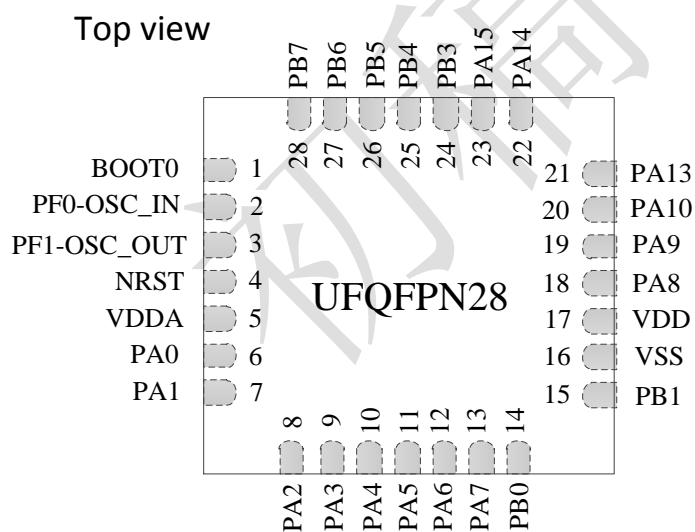 Top view
PB7
PB6
PB5
PB4
PB3
PA15
PA14
28
27
26
25
24
23
22
BOOT0 1
PF0-OSC_IN 2
PF1-OSC_OUT 3
NRST 4
VDDA 5
PA0 6
PA1 7
UFQFPN28
21 PA13
20 PA10
19 PA9
18 PA8
17 VDD
16 VSS
15 PB1
8
9
10
11
12
13
14
PA2
PA3
PA4
PA5
PA6
PA7
PB0
初稿